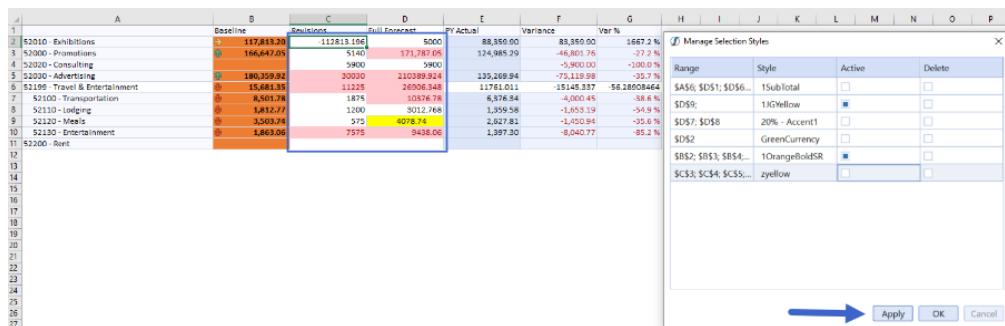 A B C D E F G H I J K L M N O P
1 Baseline Revisions Full Forecast PY Actual Variance Var %
2 52010 - Exhibitions 117,813.20 -112813.196 5000 88,359.90 83,359.90 1667.2 %
3 52000 - Promotions 166,647.05 5140 171,787.05 124,985.29 -46,801.76 -27.2 %
4 52020 - Consulting 5900 5900 -5,900.00 -100.0 %
5 52030 - Advertising 180,359.92 30030 210389.924 135,269.94 -75,119.98 -35.7 %
6 52199 - Travel & Entertainment 15,681.35 11225 26906.348 11761.011 -15145.337 -56.28908464
7 52100 - Transportation 8,501.78 1875 10376.78 6,376.34 -4,000.45 -38.6 %
8 52110 - Lodging 1,812.77 1200 3012.768 1,359.58 -1,653.19 -54.9 %
9 52120 - Meals 3,503.74 575 4078.74 2,627.81 -1,450.94 -35.6 %
10 52130 - Entertainment 1,863.06 7575 9438.06 1,397.30 -8,040.77 -85.2 %
11 52200 - Rent
12
13
14
15
16
17
18
19
20
21
22
23
24
25
26
27
Manage Selection Styles
Range Style Active Delete
$A$6; $D$1; $D$6... 1SubTotal
$D$9; 1JGYellow
$D$7; $D$8 20% - Accent1
$D$2 GreenCurrency
$B$2; $B$3; $B$4;... 1OrangeBoldSR
$C$3; $C$4; $C$5;... zyellow
Apply OK Cancel